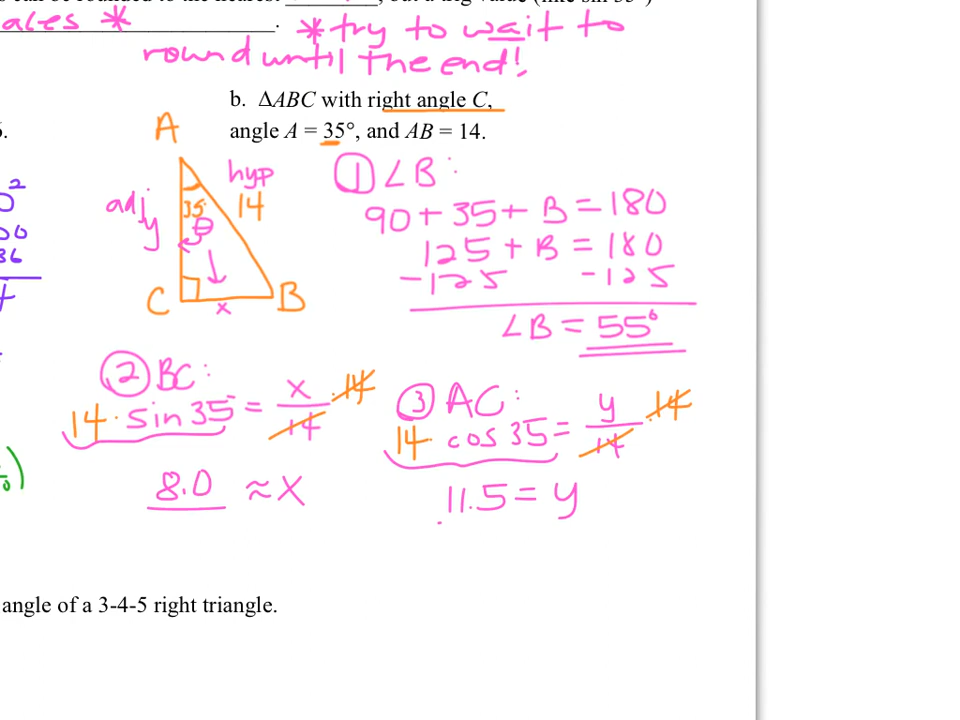 ales * . *try to wait to
round until the end!
b. ΔABC with right angle C,
angle A = 35°, and AB = 14.
A
hyp
14
adj
y
35
θ
C
B
x
① ∠B:
90 + 35 + B = 180
125 + B = 180
-125 -125
∠B = 55°
② BC:
14 · sin 35 = x/14 · 14
8.0 ≈ x
③ AC:
14 · cos 35 = y/14 · 14
11.5 = y
angle of a 3-4-5 right triangle.